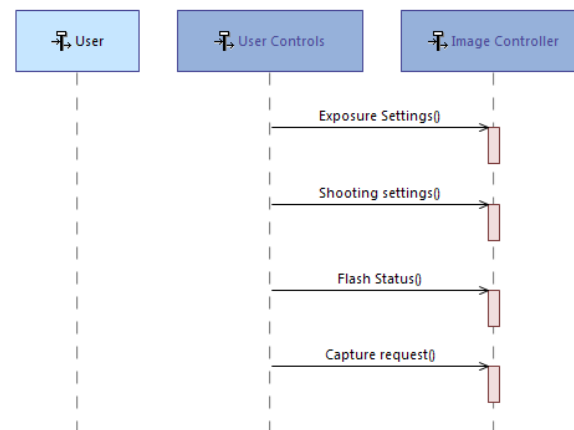 User
User Controls
Image Controller
Exposure Settings()
Shooting settings()
Flash Status()
Capture request()